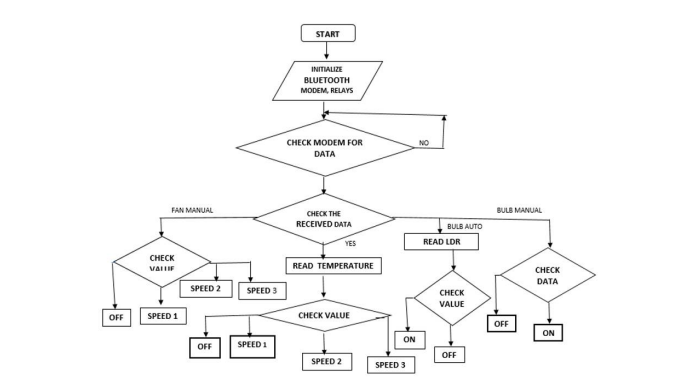 START
INITIALIZE
BLUETOOTH
MODEM, RELAYS
CHECK MODEM FOR
DATA
NO
FAN MANUAL
CHECK THE
RECEIVED DATA
BULB MANUAL
BULB AUTO
YES
READ LDR
CHECK
VALUE
READ TEMPERATURE
CHECK
DATA
SPEED 2
SPEED 3
CHECK
VALUE
OFF
SPEED 1
CHECK VALUE
OFF
ON
OFF
SPEED 1
ON
OFF
SPEED 2
SPEED 3